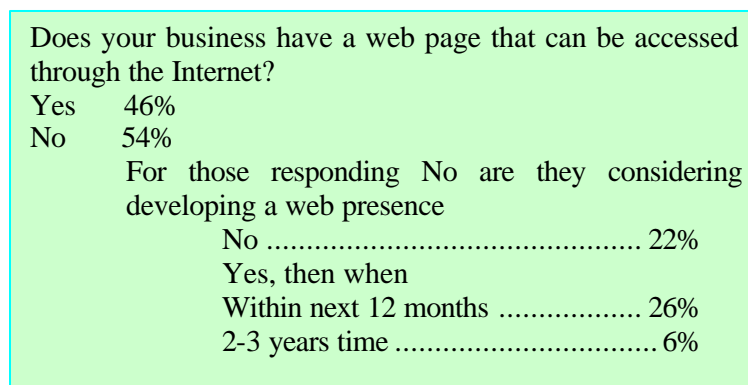 Does your business have a web page that can be accessed
through the Internet?
Yes 46%
No 54%
For those responding No are they considering
developing a web presence
No ............................................... 22%
Yes, then when
Within next 12 months .................. 26%
2-3 years time ................................. 6%